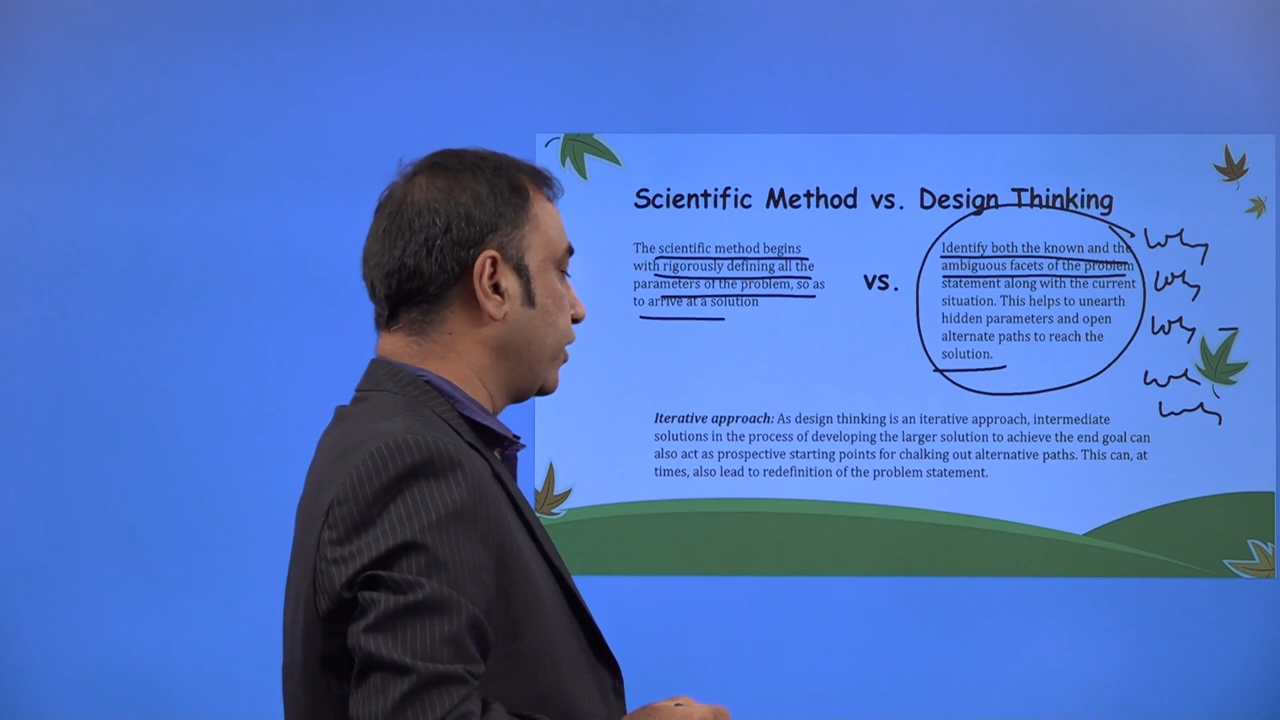 Scientific Method vs. Design Thinking
The scientific method begins
with rigorously defining all the
parameters of the problem, so as
to arrive at a solution
vs.
Identify both the known and the
ambiguous facets of the problem
statement along with the current
situation. This helps to unearth
hidden parameters and open
alternate paths to reach the
solution.
Why
Why
Why
Wh
Why
Iterative approach: As design thinking is an iterative approach, intermediate
solutions in the process of developing the larger solution to achieve the end goal can
also act as prospective starting points for chalking out alternative paths. This can, at
times, also lead to redefinition of the problem statement.